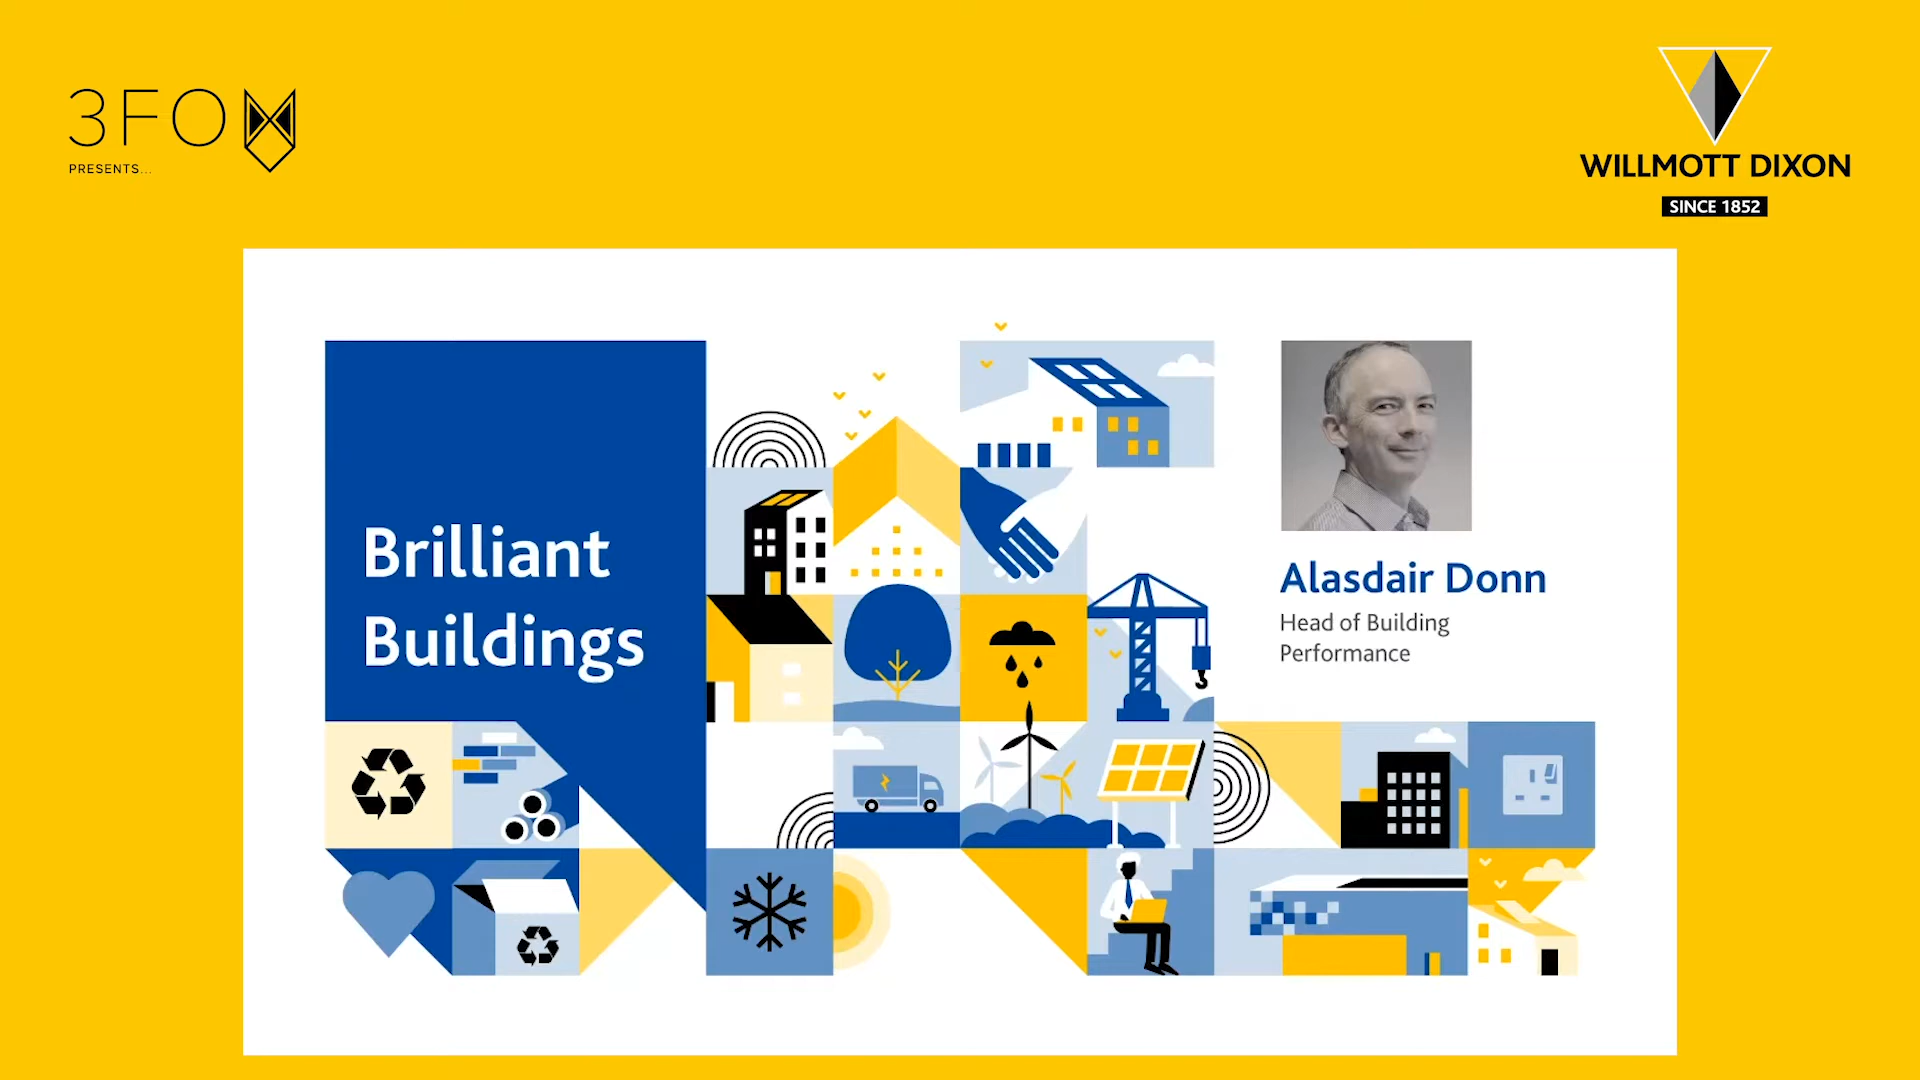 3FOX
PRESENTS...
WILLMOTT DIXON
SINCE 1852
Brilliant
Buildings
Alasdair Donn
Head of Building
Performance